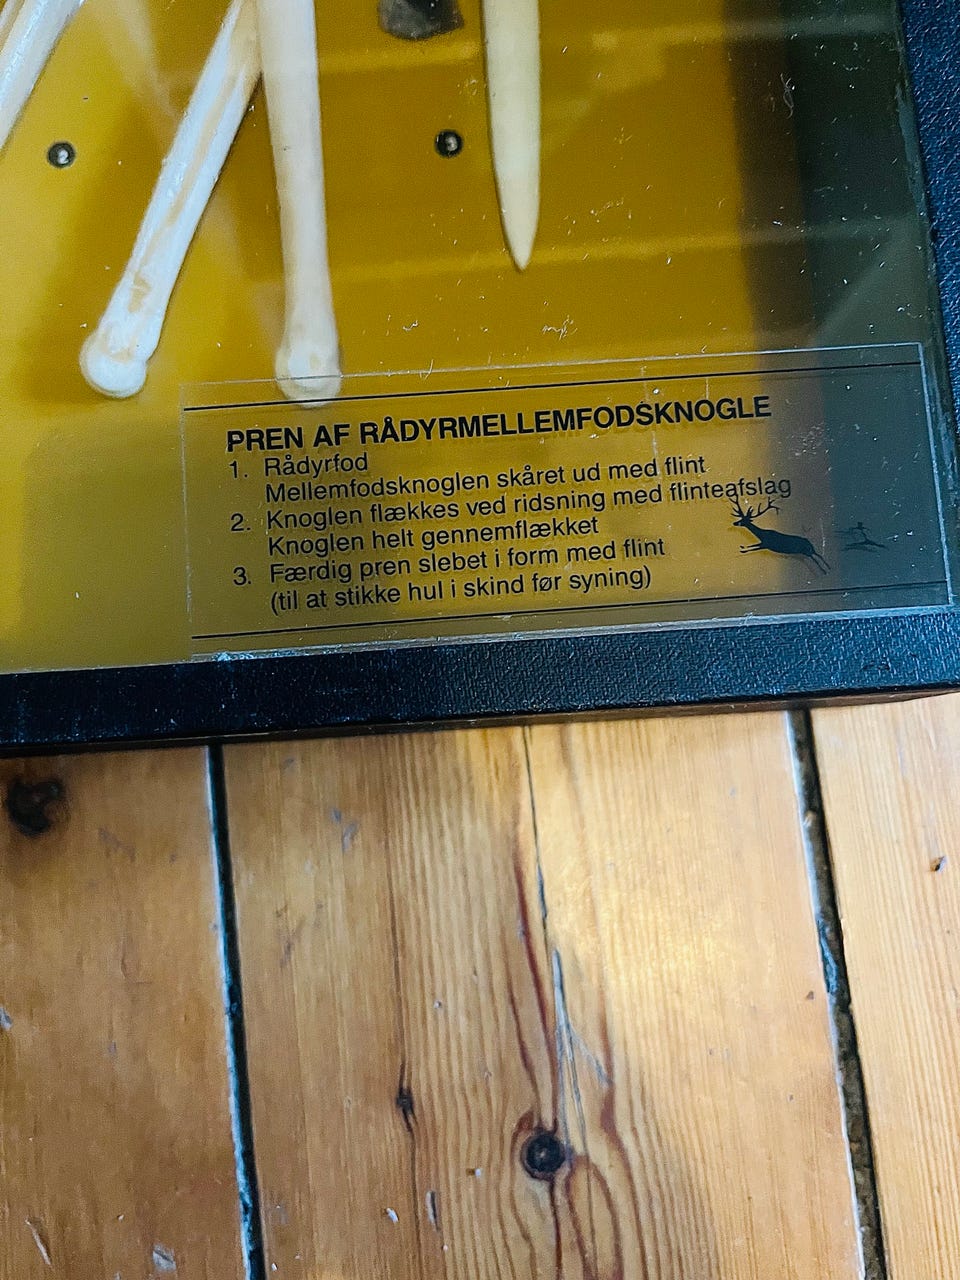 PREN AF RÅDYRMELLEMFODSKNOGLE
1. Rådyrfod
Mellemfodsknoglen skåret ud med flint
2. Knoglen flækkes ved ridsning med flinteafslag
Knoglen helt gennemflækket
3. Færdig pren slebet i form med flint
(til at stikke hul i skind før syning)